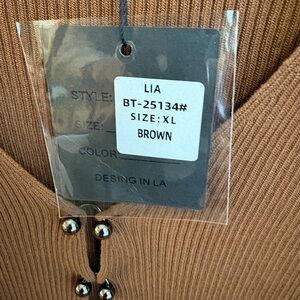 STYLE:
LIA
BT-25134#
SIZE: XL
BROWN
SIZE:
COLOR
DESING IN LA